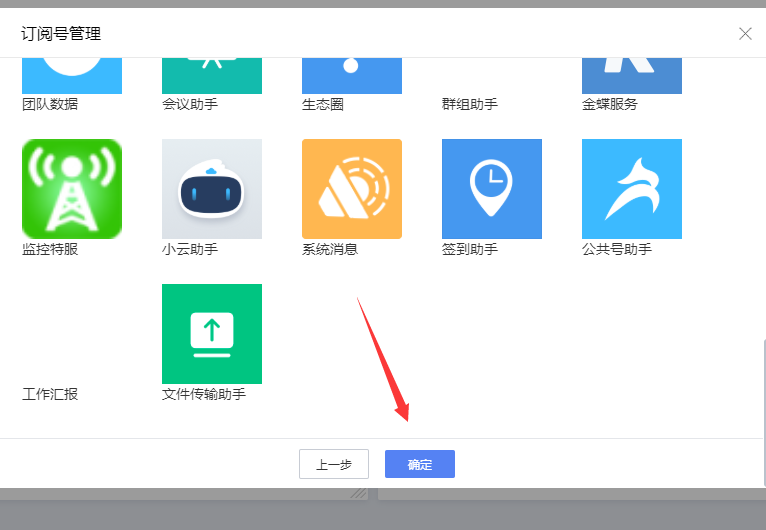 订阅号管理
团队数据
会议助手
生态圈
群组助手
金蝶服务
监控特服
小云助手
系统消息
签到助手
公共号助手
工作汇报
文件传输助手
上一步
确定